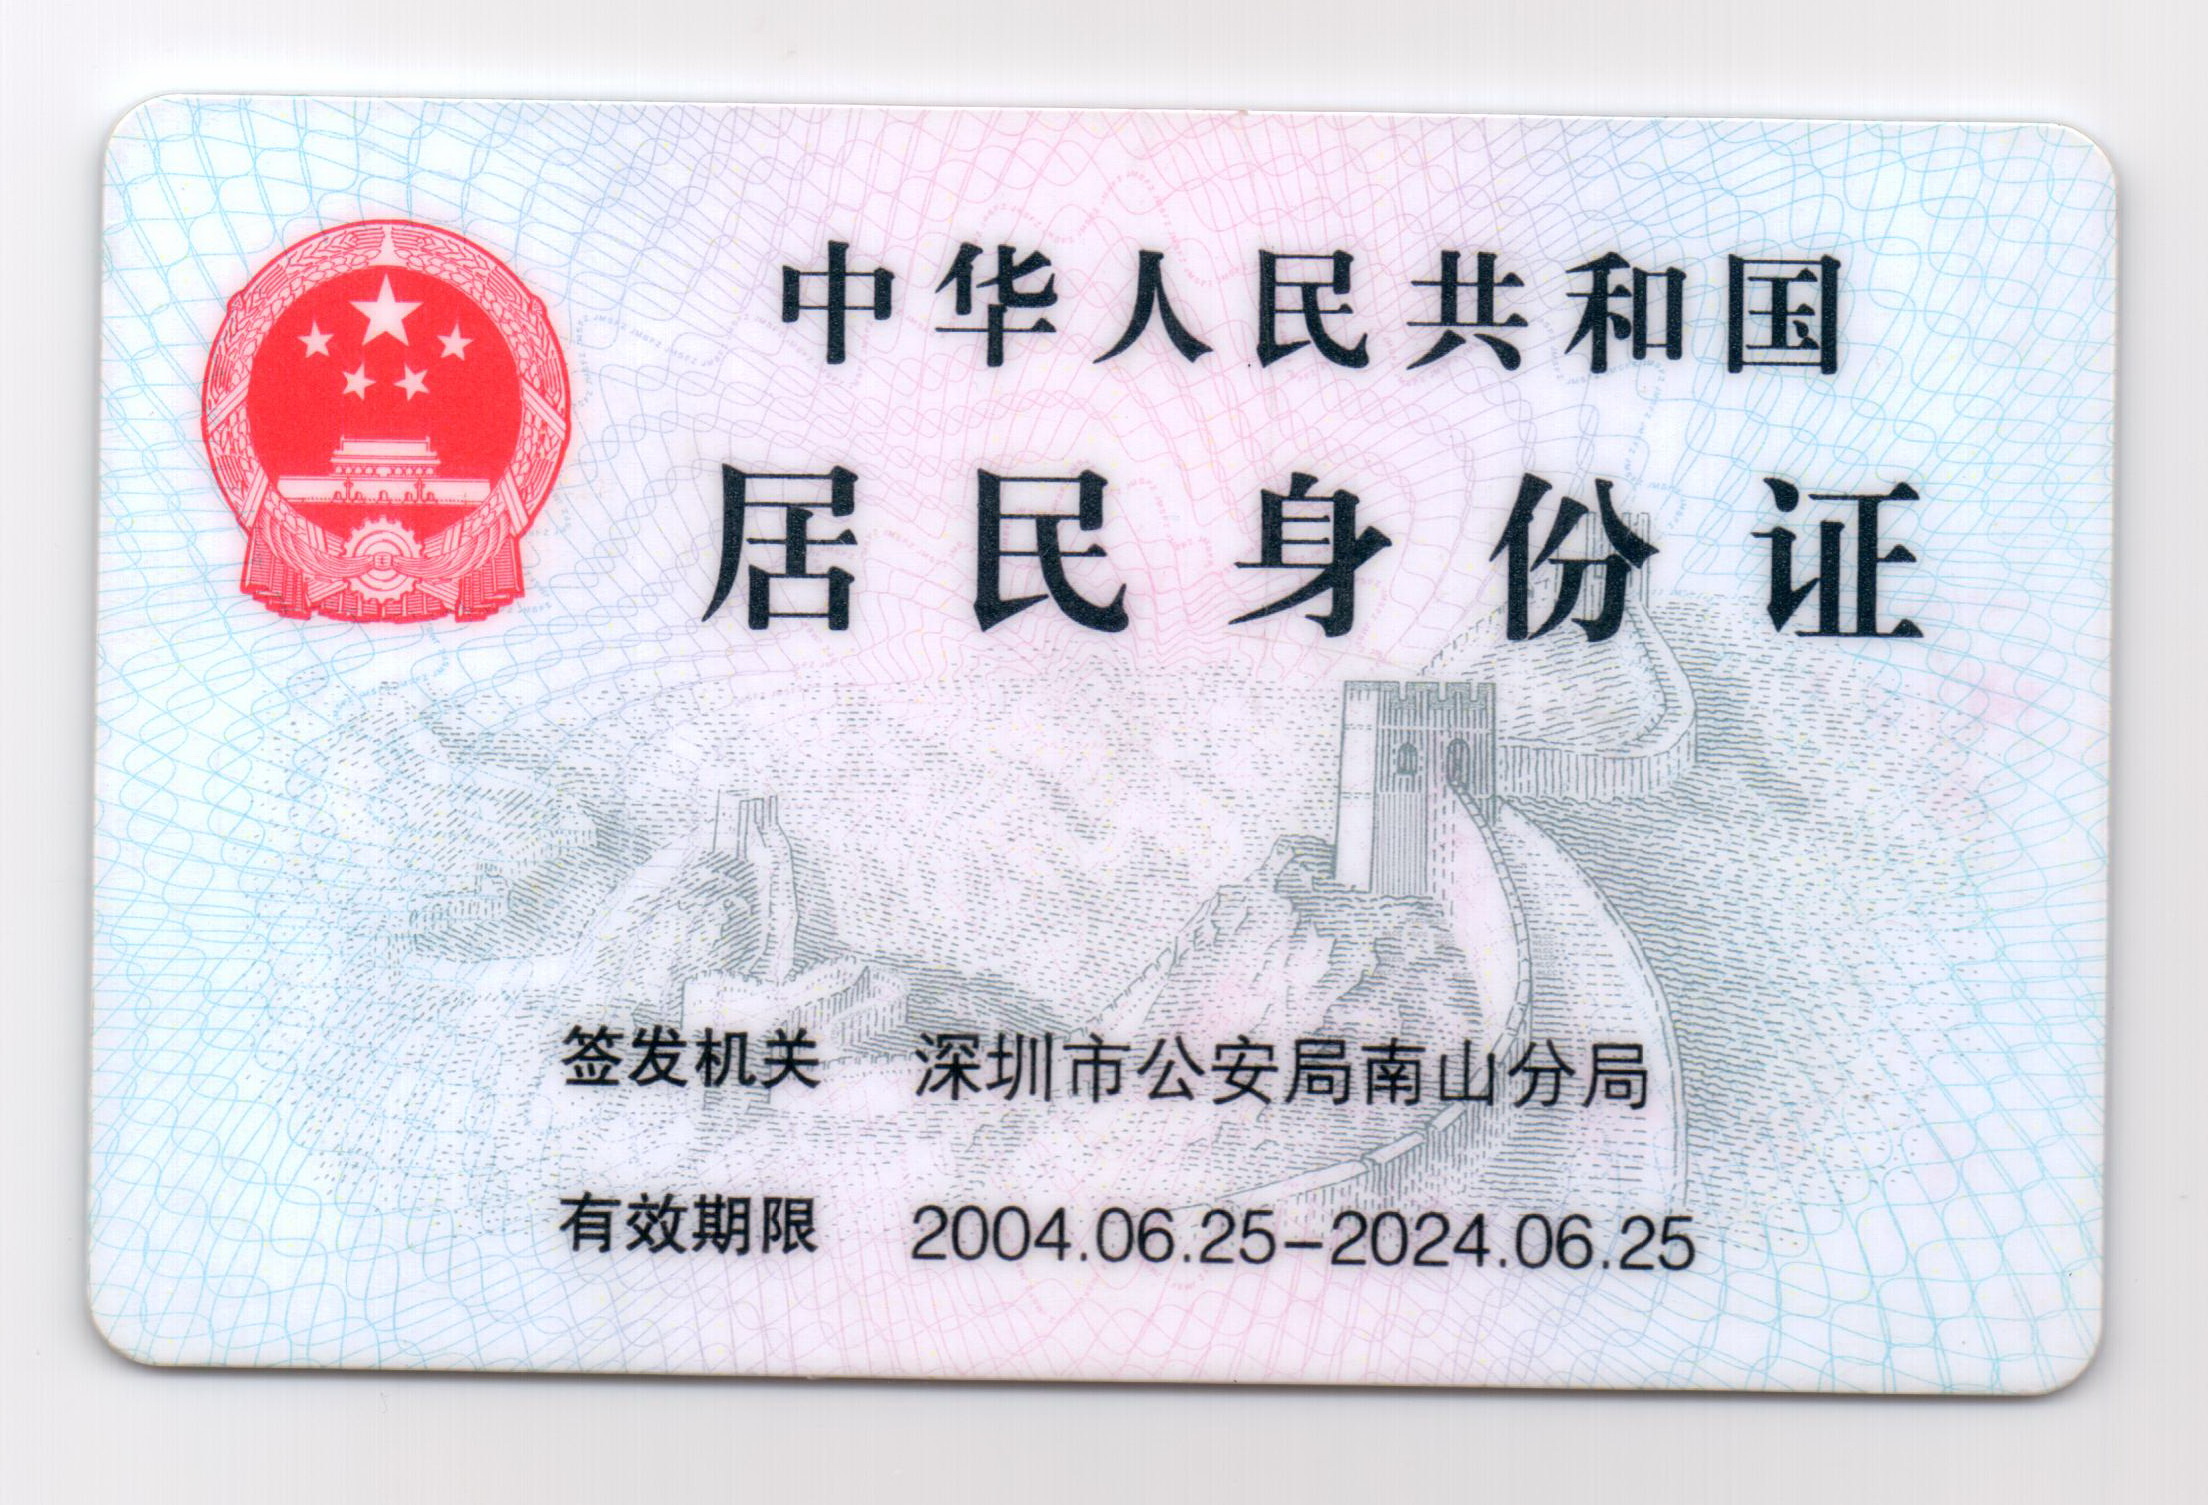 中华人民共和国
居民身份证
签发机关 深圳市公安局南山分局
有效期限 2004.06.25-2024.06.25